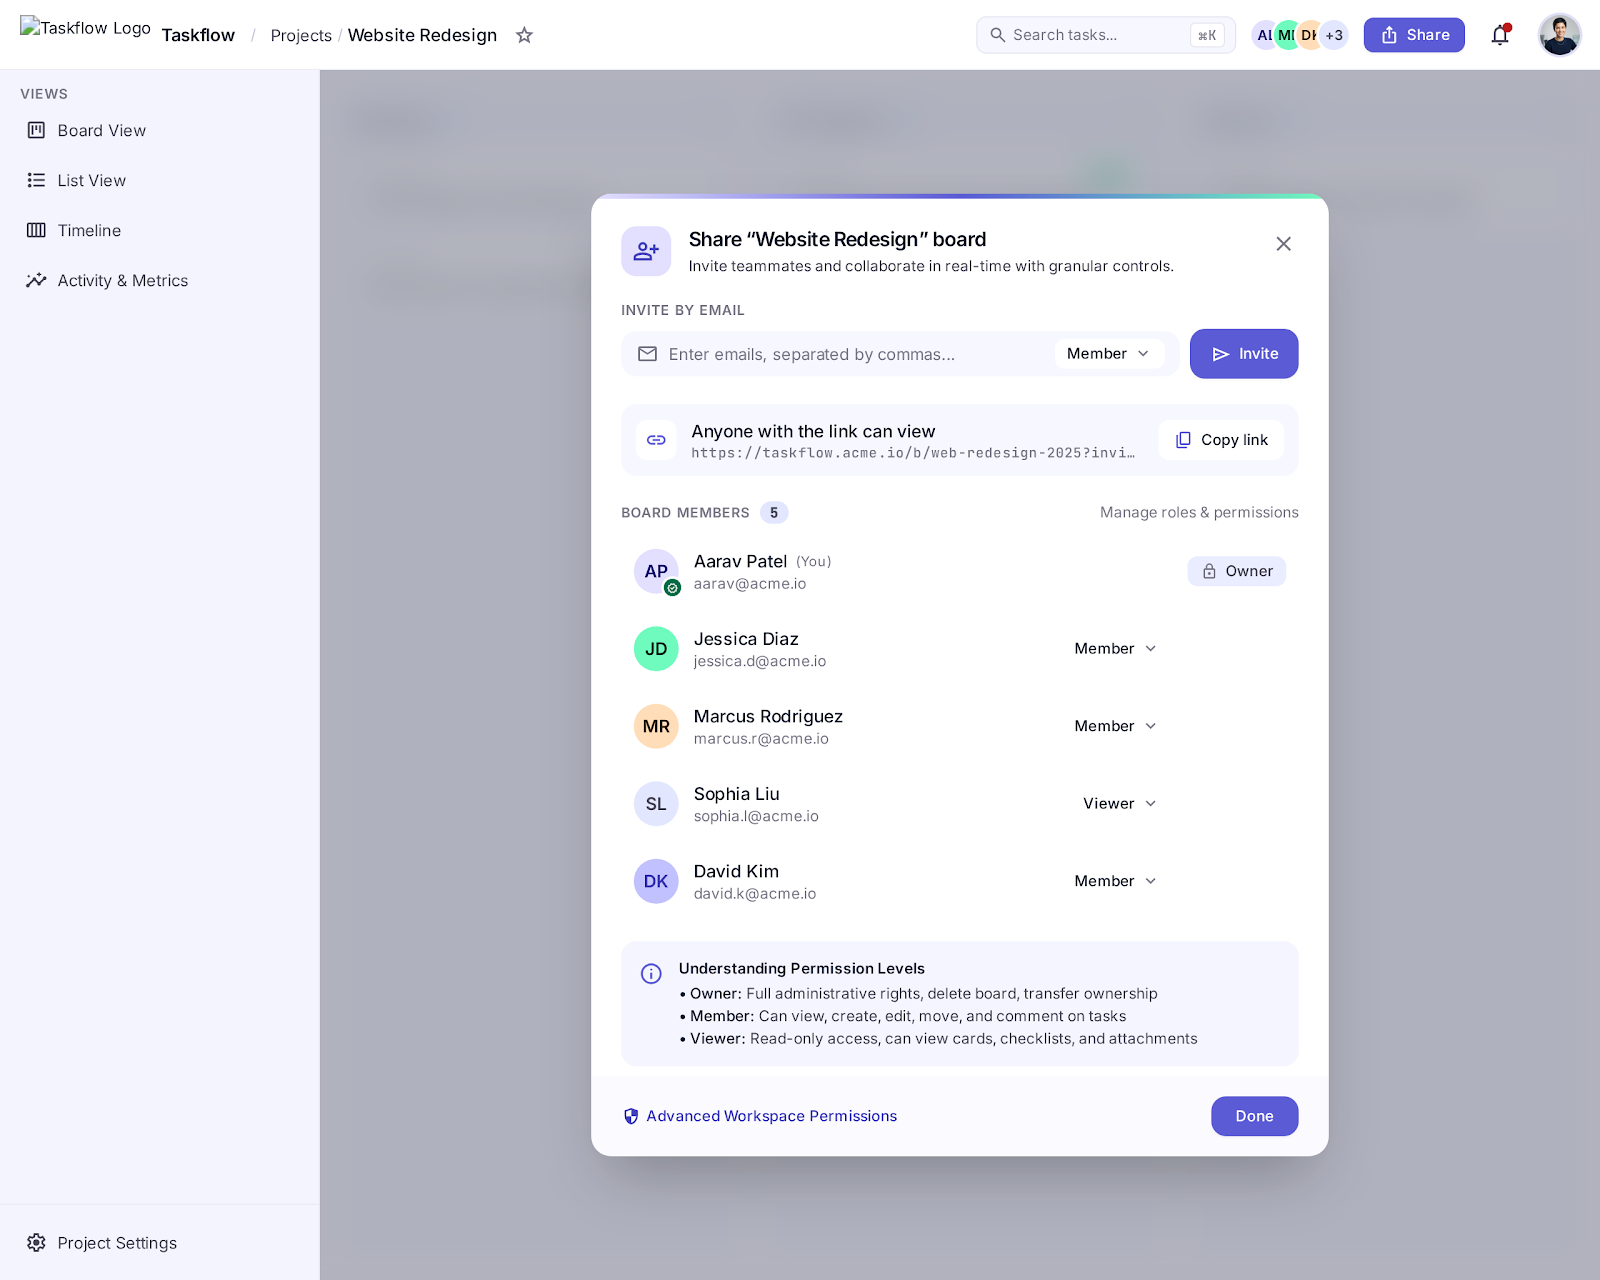 Taskflow Logo Taskflow / Projects / Website Redesign
Search tasks... ⌘K
+3
Share
VIEWS
Board View
List View
Timeline
Activity & Metrics
Project Settings
Share “Website Redesign” board
Invite teammates and collaborate in real-time with granular controls.
INVITE BY EMAIL
Enter emails, separated by commas... Member
Invite
Anyone with the link can view
https://taskflow.acme.io/b/web-redesign-2025?invi…
Copy link
BOARD MEMBERS 5
Manage roles & permissions
AP
Aarav Patel (You)
aarav@acme.io
Owner
JD
Jessica Diaz
jessica.d@acme.io
Member
MR
Marcus Rodriguez
marcus.r@acme.io
Member
SL
Sophia Liu
sophia.l@acme.io
Viewer
DK
David Kim
david.k@acme.io
Member
Understanding Permission Levels
• Owner: Full administrative rights, delete board, transfer ownership
• Member: Can view, create, edit, move, and comment on tasks
• Viewer: Read-only access, can view cards, checklists, and attachments
Advanced Workspace Permissions
Done